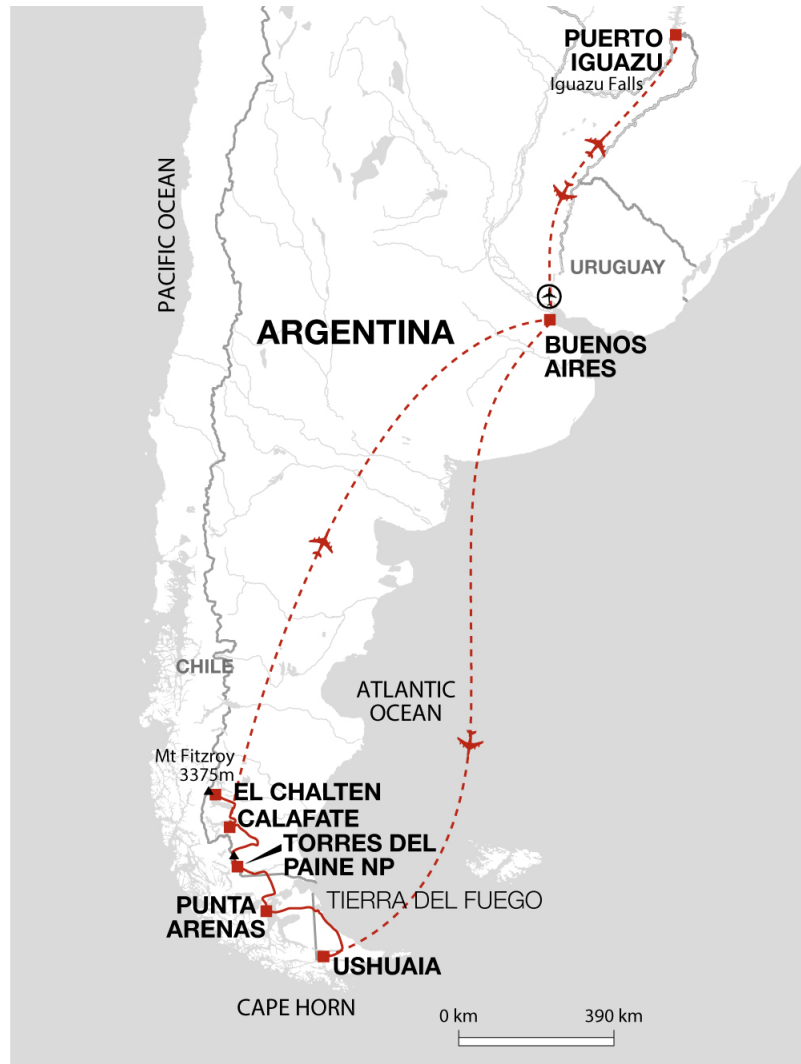 PUERTO
IGUAZU
Iguazu Falls
PACIFIC OCEAN
URUGUAY
ARGENTINA
BUENOS
AIRES
CHILE
ATLANTIC
OCEAN
Mt Fitzroy
3375m
EL CHALTEN
CALAFATE
TORRES DEL
PAINE NP
TIERRA DEL FUEGO
PUNTA
ARENAS
USHUAIA
CAPE HORN
0 km 390 km